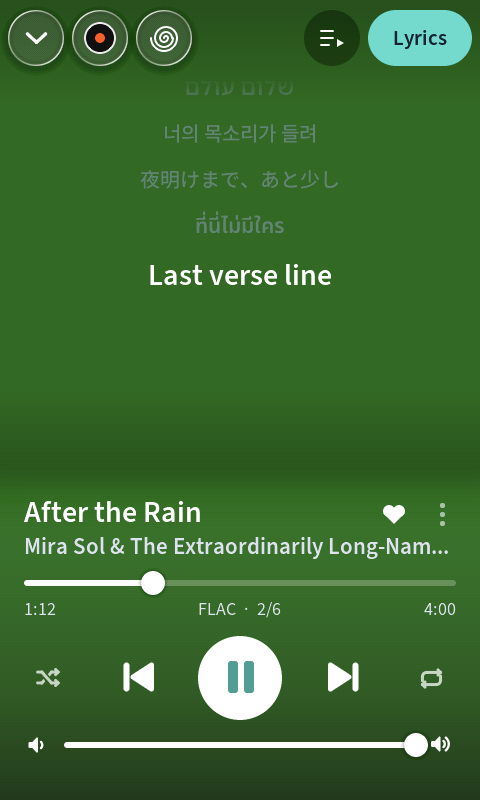 Lyrics
שלום עולם
너의 목소리가 들려
夜明けまで、あと少し
ที่นี่ไม่มีใคร
Last verse line
After the Rain
Mira Sol & The Extraordinarily Long-Nam...
1:12 FLAC · 2/6 4:00